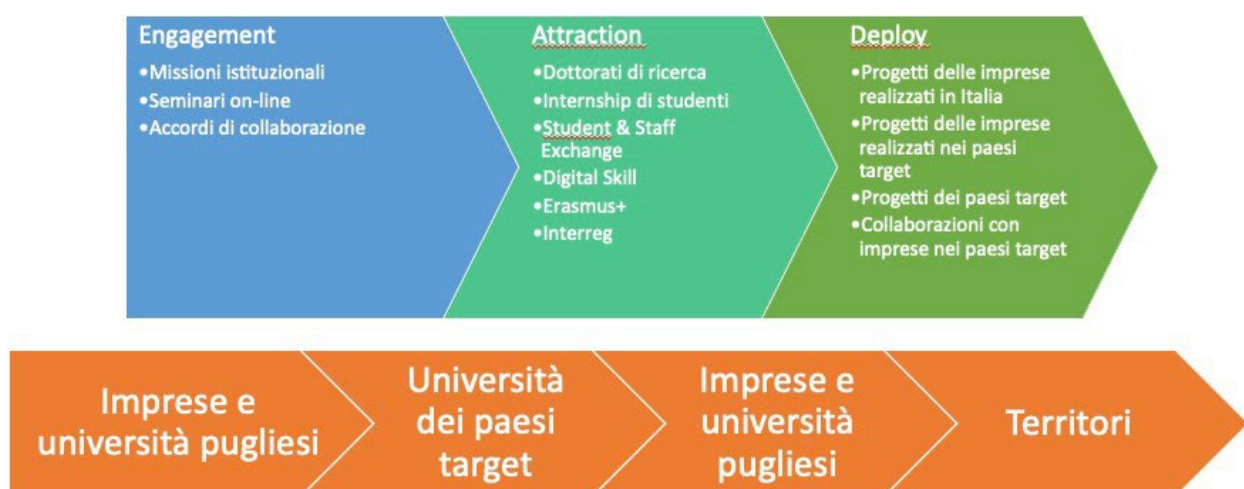 Engagement
•Missioni istituzionali
•Seminari on-line
•Accordi di collaborazione
Attraction
•Dottorati di ricerca
•Internship di studenti
•Student & Staff
Exchange
•Digital Skill
•Erasmus+
•Interreg
Deploy
•Progetti delle imprese
realizzati in Italia
•Progetti delle imprese
realizzati nei paesi
target
•Progetti dei paesi target
•Collaborazioni con
imprese nei paesi target
Imprese e
università pugliesi
Università
dei paesi
target
Imprese e
università
pugliesi
Territori